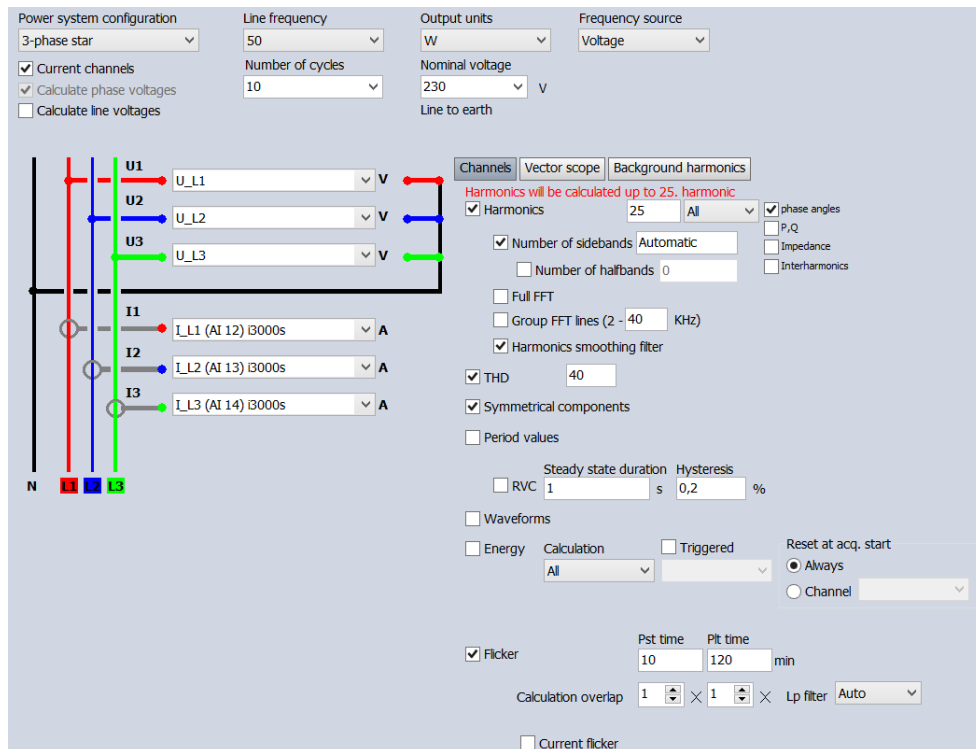 Power system configuration Line frequency Output units Frequency source
3-phase star 50 W Voltage
Current channels Number of cycles Nominal voltage
Calculate phase voltages 10 230 V
Calculate line voltages Line to earth
U1
U_L1 V
U2
U_L2 V
U3
U_L3 V
I1
I_L1 (AI 12) i3000s A
I2
I_L2 (AI 13) i3000s A
I3
I_L3 (AI 14) i3000s A
N L1 L2 L3
Channels Vector scope Background harmonics
Harmonics will be calculated up to 25. harmonic
Harmonics 25 All phase angles
P,Q
Number of sidebands Automatic Impedance
Number of halfbands 0 Interharmonics
Full FFT
Group FFT lines (2 - 40 KHz)
Harmonics smoothing filter
THD 40
Symmetrical components
Period values
Steady state duration Hysteresis
RVC 1 s 0,2 %
Waveforms
Energy Calculation Triggered Reset at acq. start
All Always
Channel
Pst time Plt time
Flicker 10 120 min
Calculation overlap 1 X 1 X Lp filter Auto
Current flicker